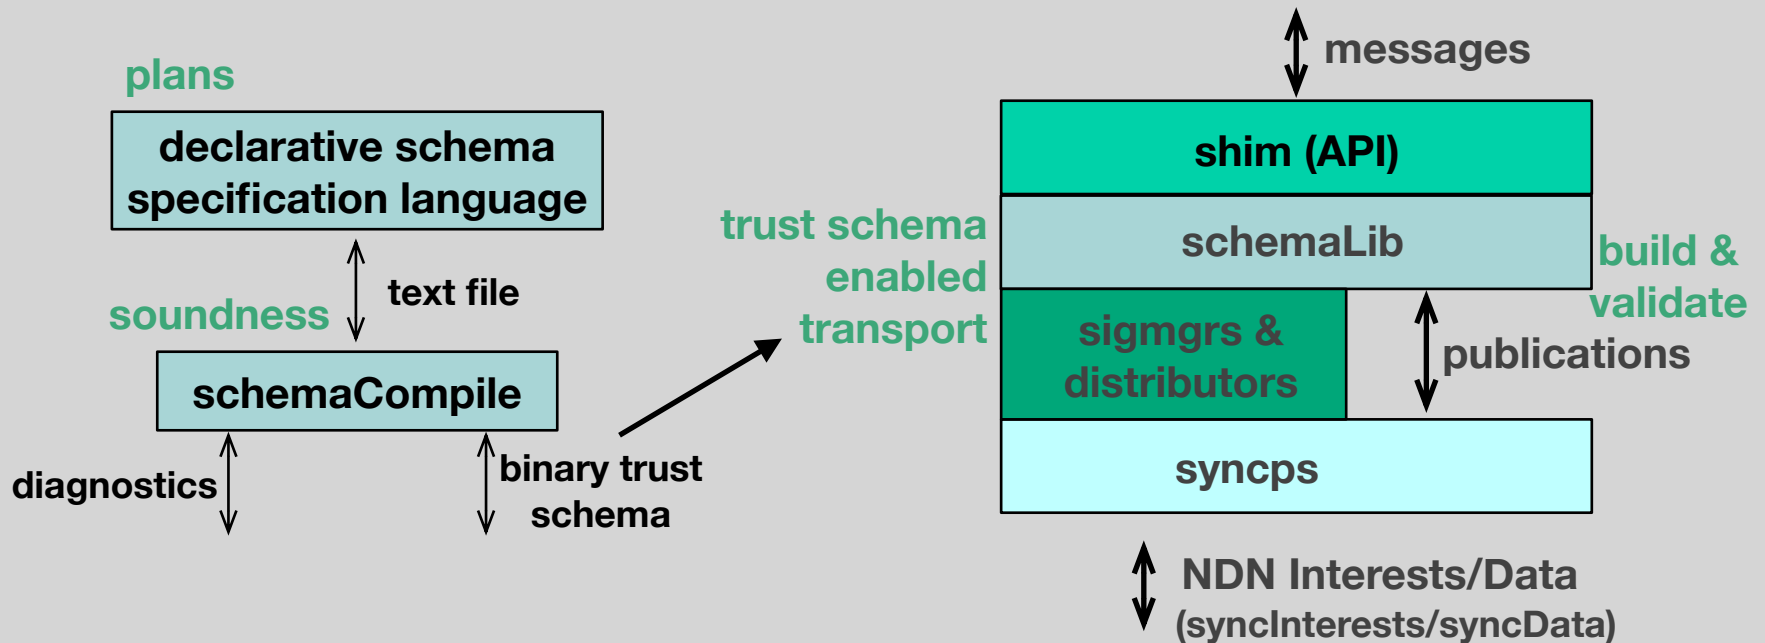 plans
declarative schema
specification language
text file
soundness
schemaCompile
diagnostics
binary trust
schema
messages
shim (API)
trust schema
enabled
transport
schemaLib
build &
validate
sigmgrs &
distributors
publications
syncps
NDN Interests/Data
(syncInterests/syncData)